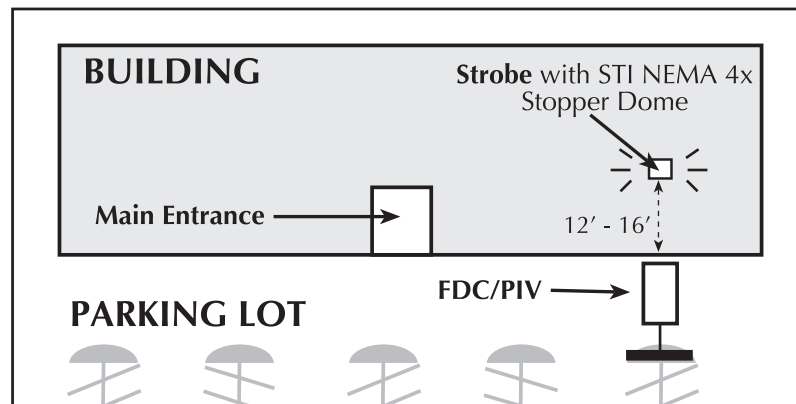 BUILDING
Strobe with STI NEMA 4x
Stopper Dome
Main Entrance
12′ - 16′
FDC/PIV
PARKING LOT